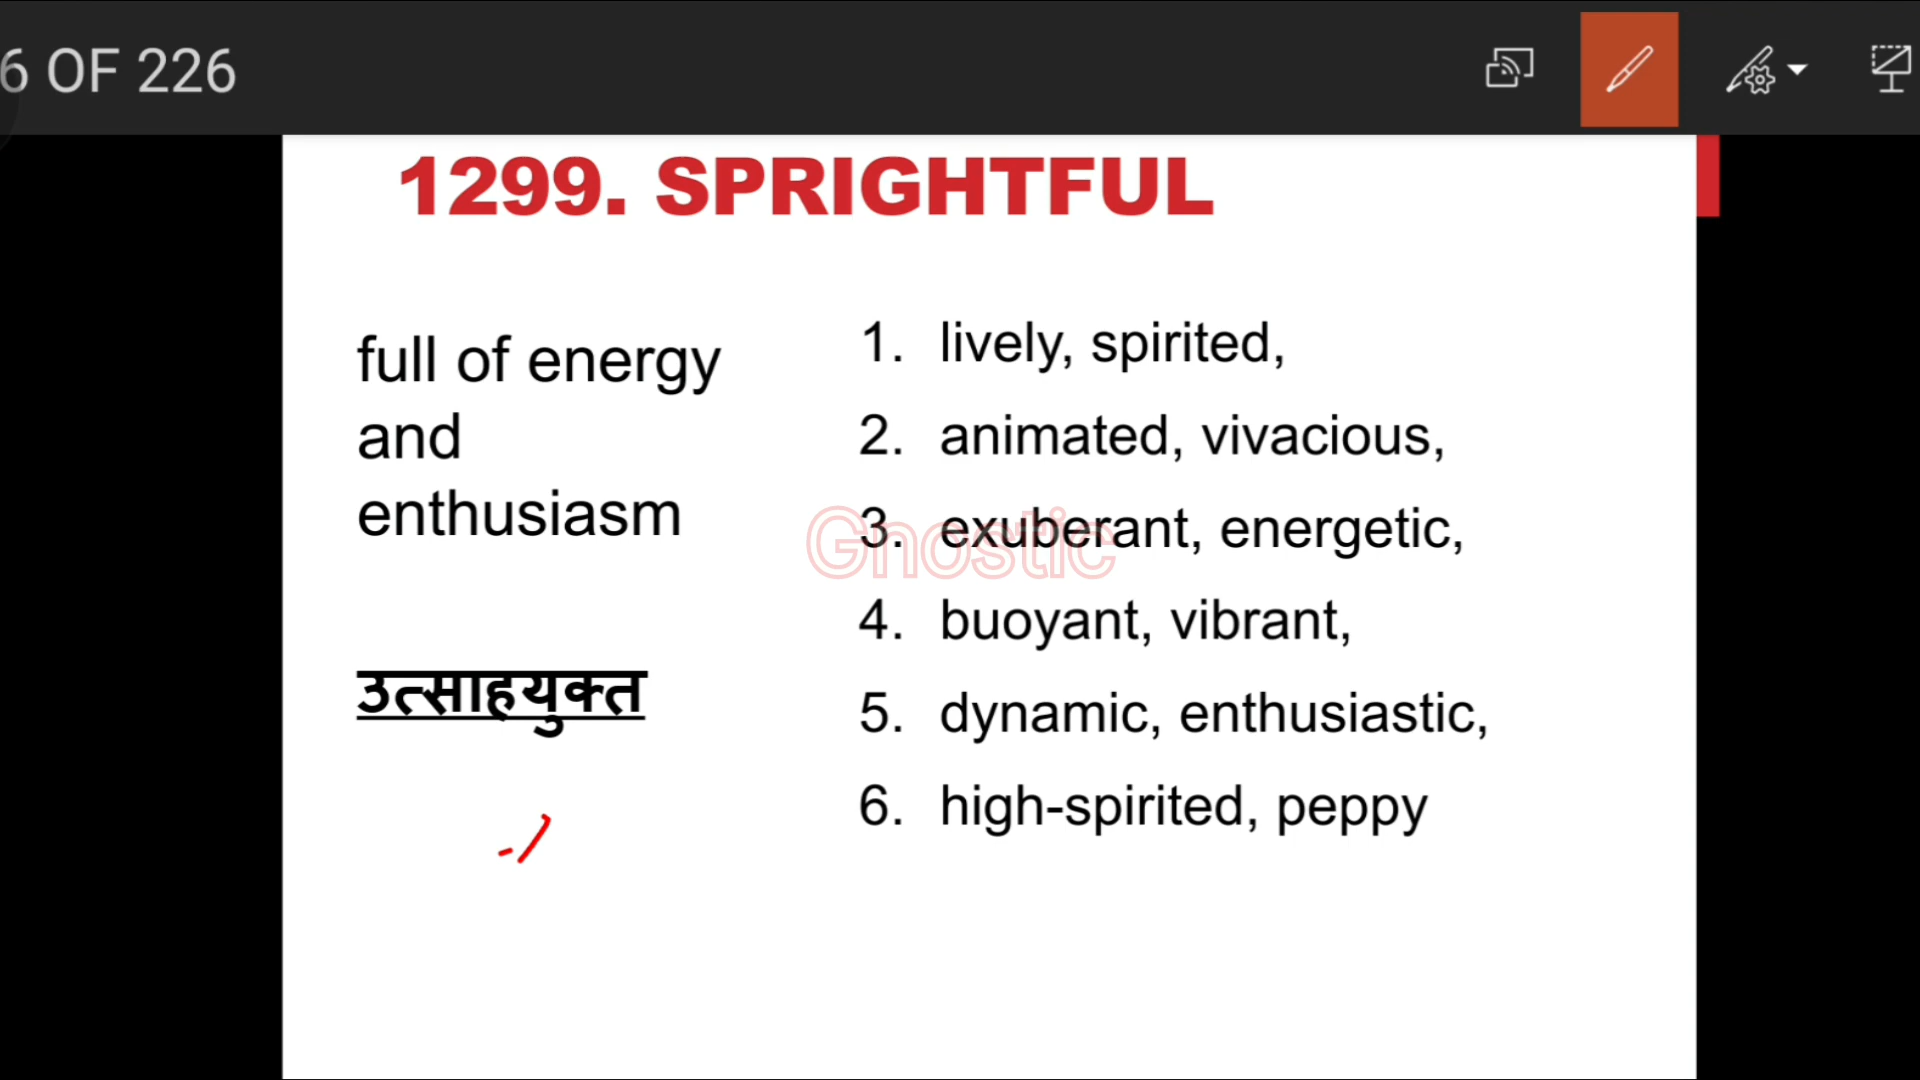 6 OF 226
1299. SPRIGHTFUL
full of energy
and
enthusiasm
उत्साहयुक्त
1. lively, spirited,
2. animated, vivacious,
3. exuberant, energetic,
4. buoyant, vibrant,
5. dynamic, enthusiastic,
6. high-spirited, peppy
Gnostic